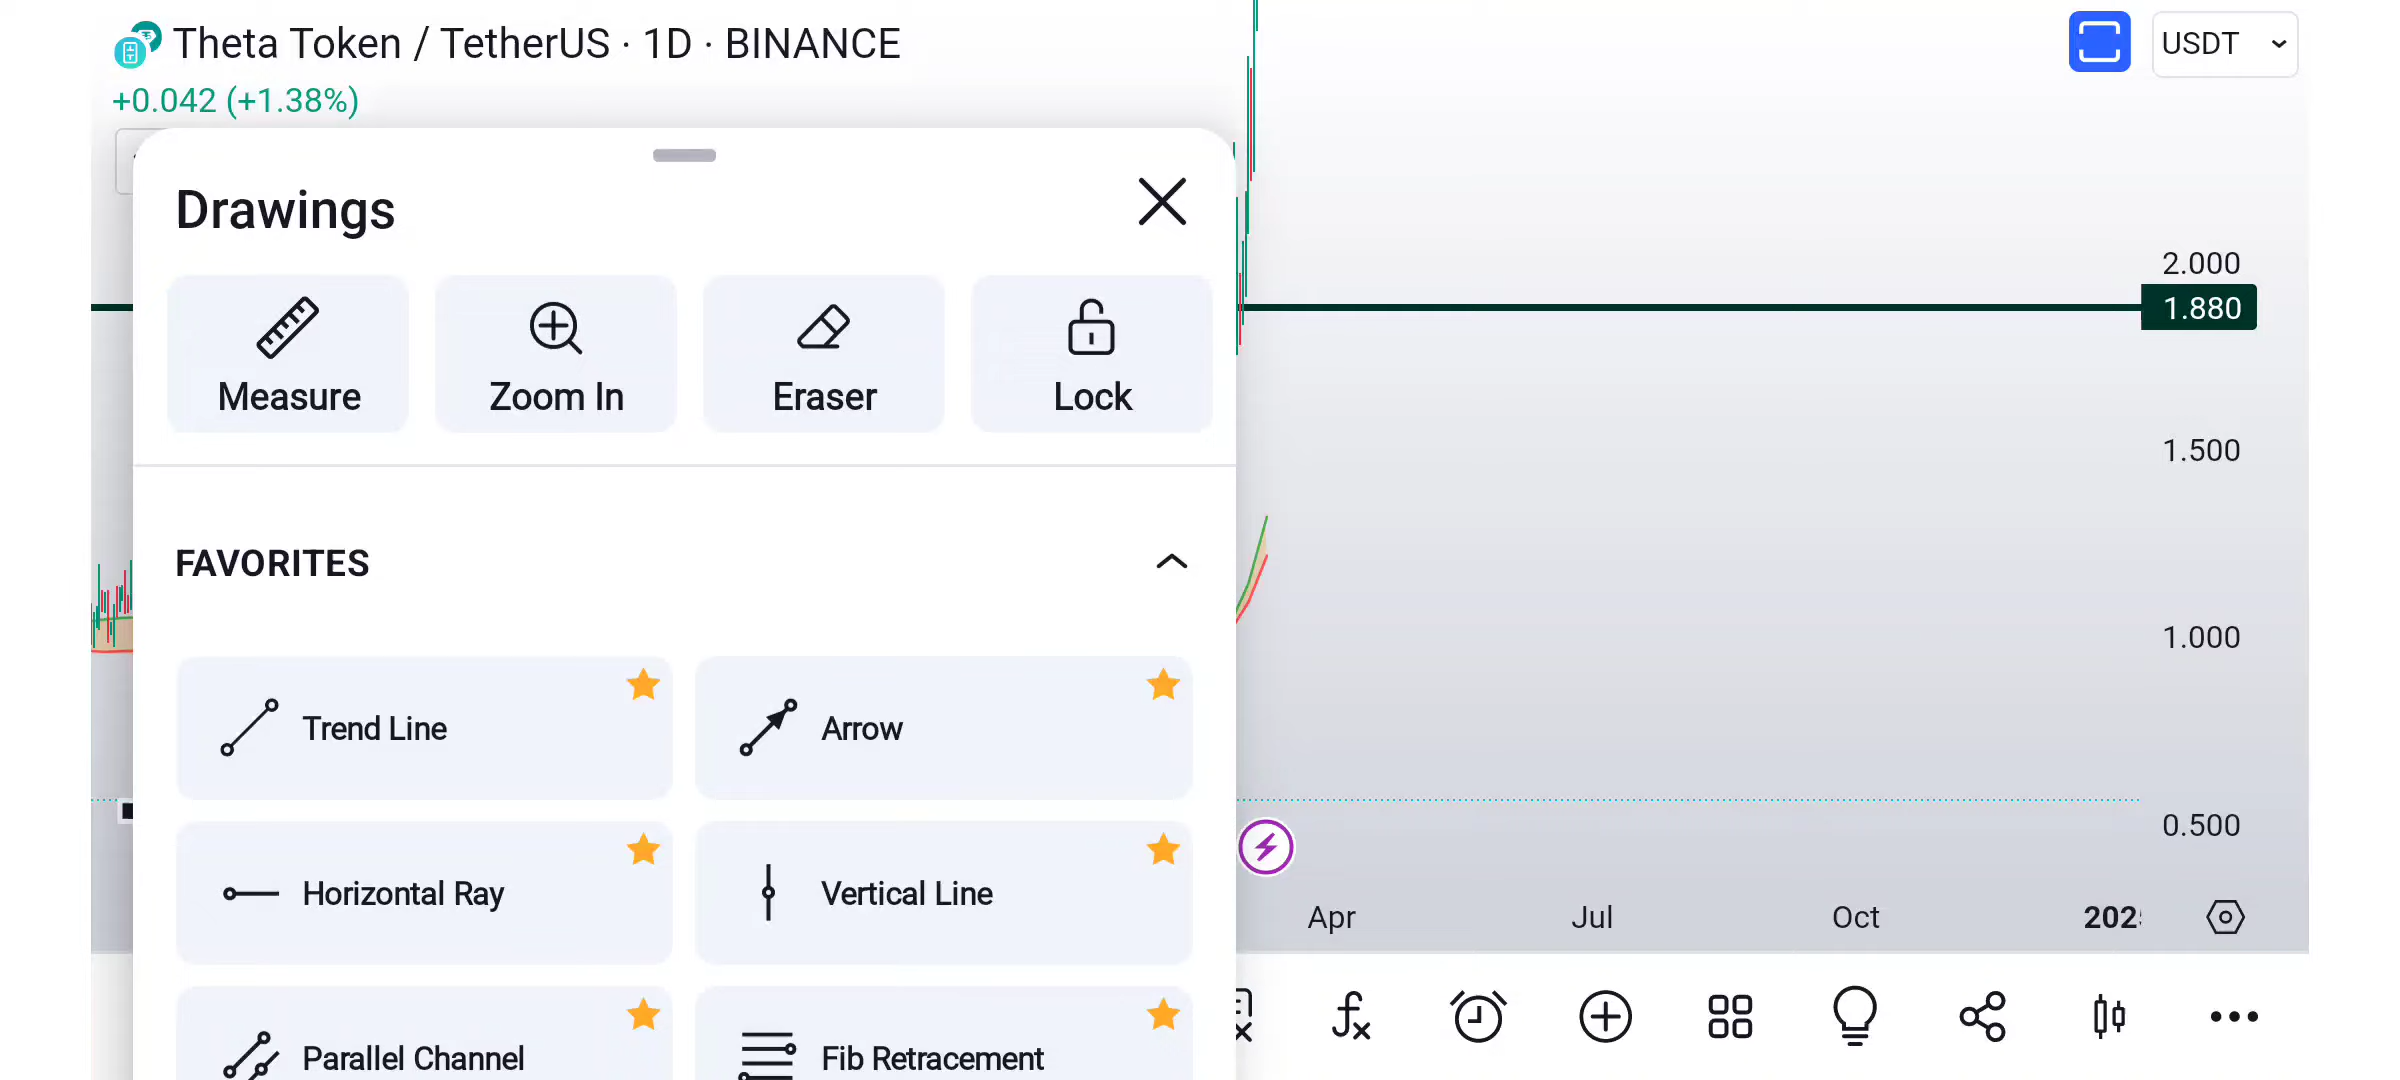 Theta Token / TetherUS · 1D · BINANCE
USDT
+0.042 (+1.38%)
Drawings
Measure
Zoom In
Eraser
Lock
2.000
1.880
1.500
1.000
0.500
FAVORITES
Trend Line
Arrow
Horizontal Ray
Vertical Line
Parallel Channel
Fib Retracement
Apr
Jul
Oct